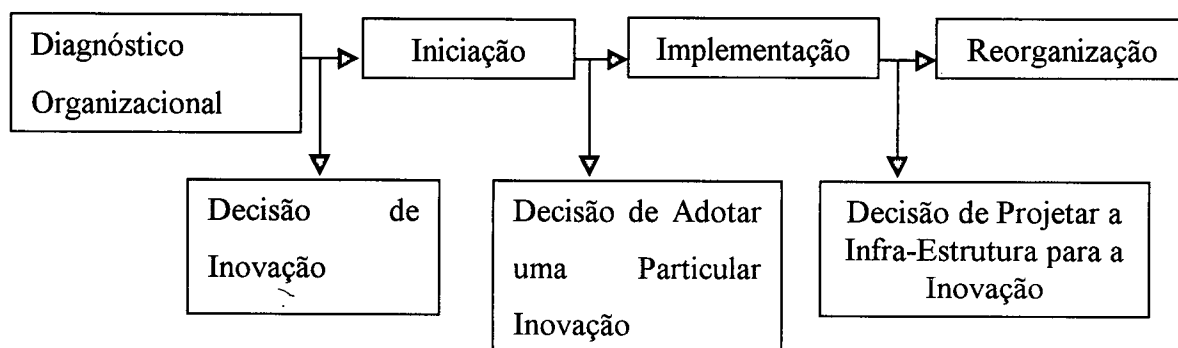 Diagnóstico
Organizacional
Iniciação
Implementação
Reorganização
Decisão de
Inovação
Decisão de Adotar
uma Particular
Inovação
Decisão de Projetar a
Infra-Estrutura para a
Inovação